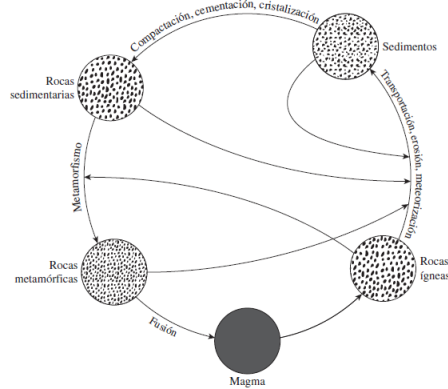 Compactación, cementación, cristalización
Sedimentos
Rocas
sedimentarias
Transportación, erosión, meteorización
Metamorfismo
Rocas
metamórficas
Rocas
ígneas
Fusión
Magma